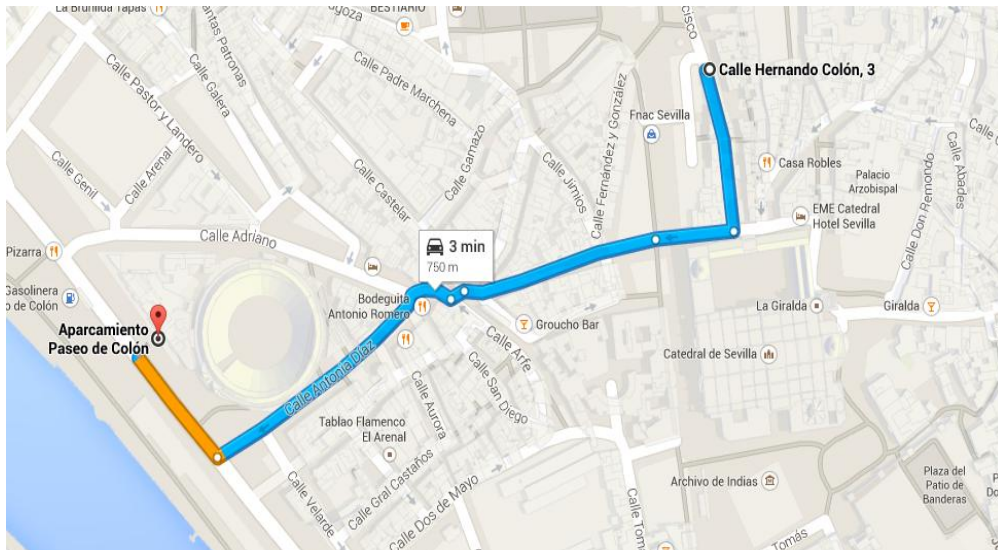 La Brunilda Tapas
BESTIARIO
Calle Padre Marchena
Calle Pastor y Landero
Calle Galera
Calle Hernando Colón, 3
Fnac Sevilla
Calle Gamazo
Calle Fernández y González
Calle Jimios
Casa Robles
Palacio
Arzobispal
Calle Abades
Calle Don Remondo
Calle Arenal
Calle Genil
Calle Castelar
EME Catedral
Hotel Sevilla
Calle Adriano
Pizarra
3 min
750 m
Gasolinera
o de Colón
Bodeguita
Antonio Romero
Groucho Bar
La Giralda
Giralda
Aparcamiento
Paseo de Colón
Calle Arfe
Catedral de Sevilla
Calle Antonia Díaz
Calle San Diego
Calle Aurora
Tablao Flamenco
El Arenal
Calle Gral Castaños
Calle Dos de Mayo
Calle Velarde
Archivo de Indias
Plaza del
Patio de
Banderas
Calle Tom
Tomás